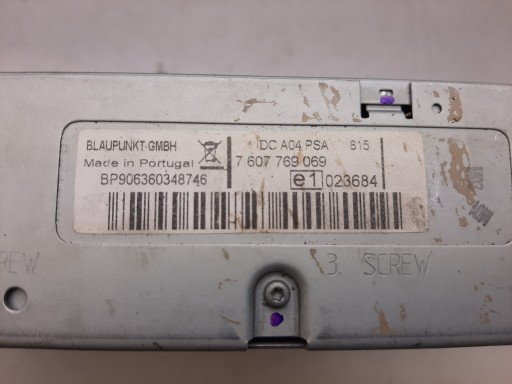 BLAUPUNKT-GMBH
IDC A04 PSA 815
Made in Portugal
7 607 769 069
BP906360348746
e1 023684
REW
3. SCREW